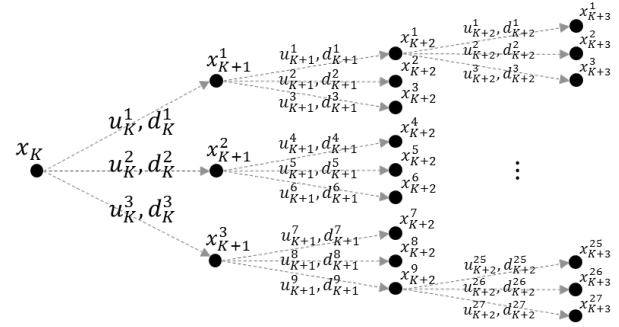 x_K
u_K^1, d_K^1
u_K^2, d_K^2
u_K^3, d_K^3
x_{K+1}^1
x_{K+1}^2
x_{K+1}^3
u_{K+1}^1, d_{K+1}^1
u_{K+1}^2, d_{K+1}^2
u_{K+1}^3, d_{K+1}^3
u_{K+1}^4, d_{K+1}^4
u_{K+1}^5, d_{K+1}^5
u_{K+1}^6, d_{K+1}^6
u_{K+1}^7, d_{K+1}^7
u_{K+1}^8, d_{K+1}^8
u_{K+1}^9, d_{K+1}^9
x_{K+2}^1
x_{K+2}^2
x_{K+2}^3
x_{K+2}^4
x_{K+2}^5
x_{K+2}^6
x_{K+2}^7
x_{K+2}^8
x_{K+2}^9
u_{K+2}^1, d_{K+2}^1
u_{K+2}^2, d_{K+2}^2
u_{K+2}^3, d_{K+2}^3
⋮
u_{K+2}^{25}, d_{K+2}^{25}
u_{K+2}^{26}, d_{K+2}^{26}
u_{K+2}^{27}, d_{K+2}^{27}
x_{K+3}^1
x_{K+3}^2
x_{K+3}^3
x_{K+3}^{25}
x_{K+3}^{26}
x_{K+3}^{27}